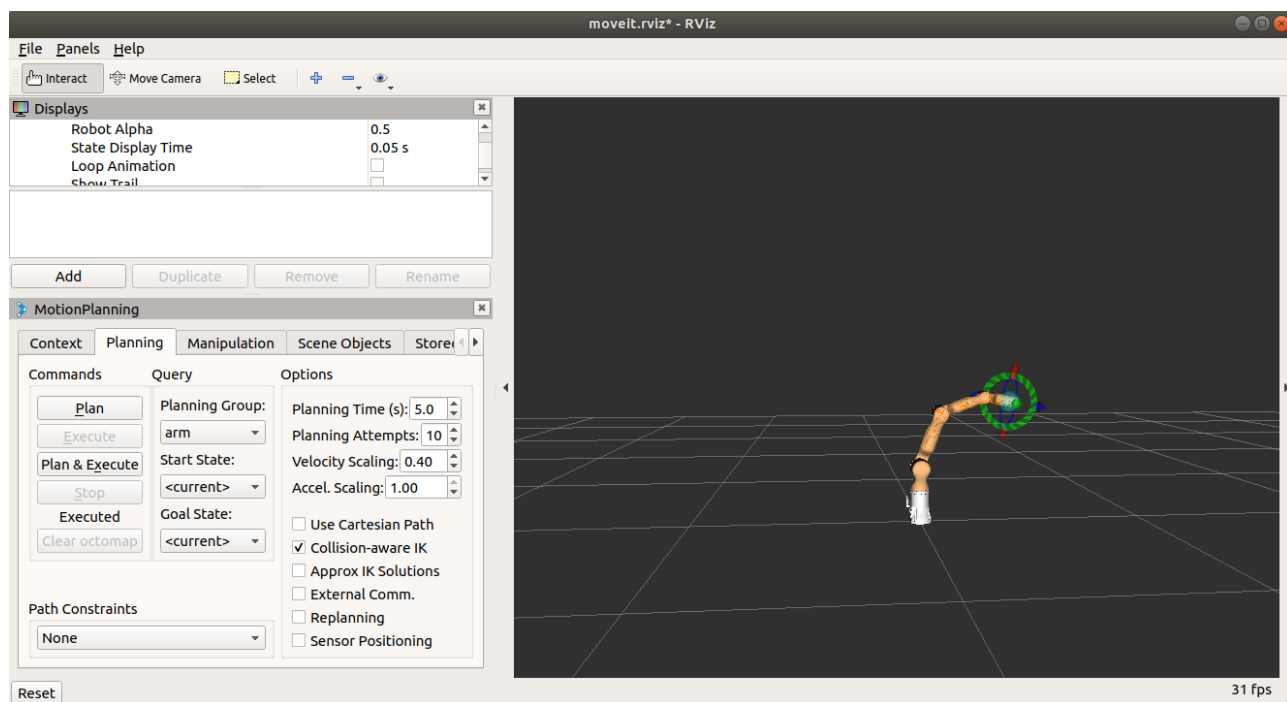 moveit.rviz* - RViz
File Panels Help
Interact Move Camera Select
Displays
Robot Alpha 0.5
State Display Time 0.05 s
Loop Animation
Show Trail
Add Duplicate Remove Rename
MotionPlanning
Context Planning Manipulation Scene Objects Stored
Commands Query Options
Plan Planning Group: Planning Time (s): 5.0
Execute arm Planning Attempts: 10
Plan & Execute Start State: Velocity Scaling: 0.40
Stop <current> Accel. Scaling: 1.00
Executed Goal State: Use Cartesian Path
Clear octomap <current> Collision-aware IK
Approx IK Solutions
External Comm.
Path Constraints Replanning
None Sensor Positioning
Reset 31 fps